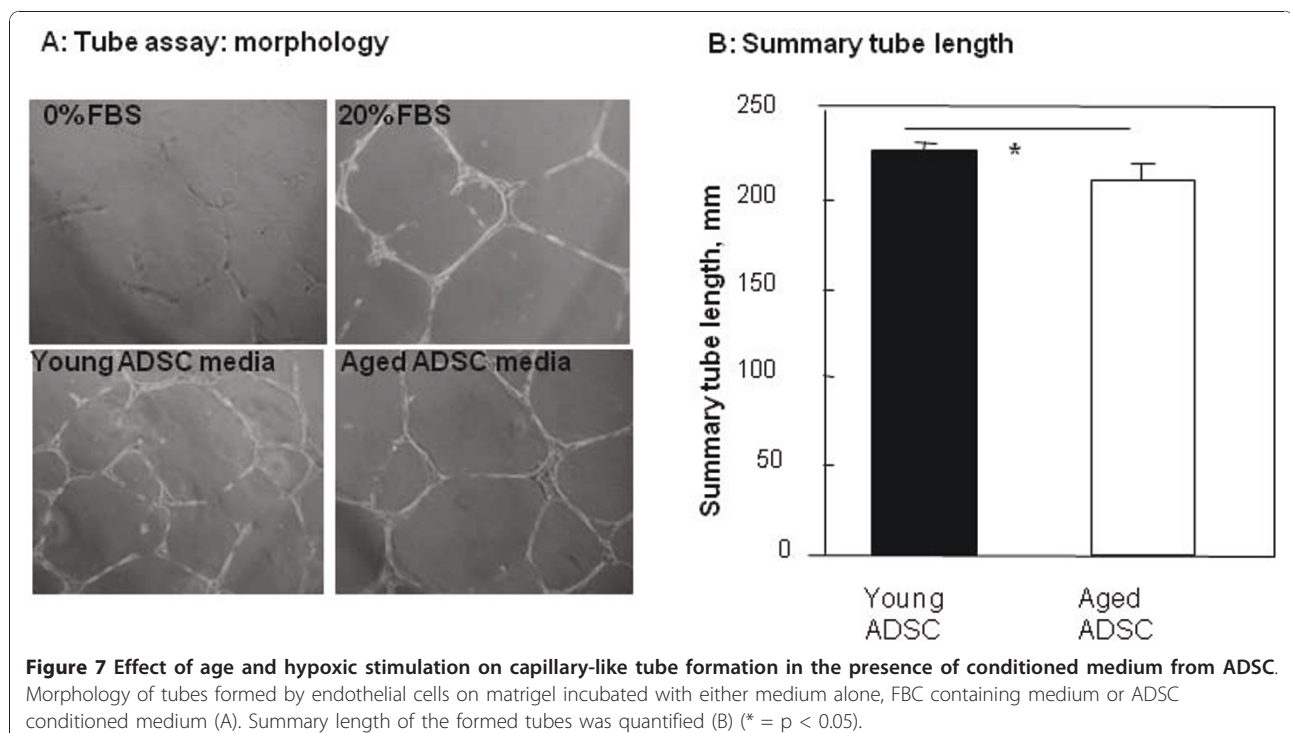 A: Tube assay: morphology
0% FBS
20% FBS
Young ADSC media
Aged ADSC media
B: Summary tube length
Summary tube length, mm
250
200
150
100
50
0
*
Young
ADSC
Aged
ADSC
Figure 7 Effect of age and hypoxic stimulation on capillary-like tube formation in the presence of conditioned medium from ADSC.
Morphology of tubes formed by endothelial cells on matrigel incubated with either medium alone, FBC containing medium or ADSC
conditioned medium (A). Summary length of the formed tubes was quantified (B) (* = p < 0.05).